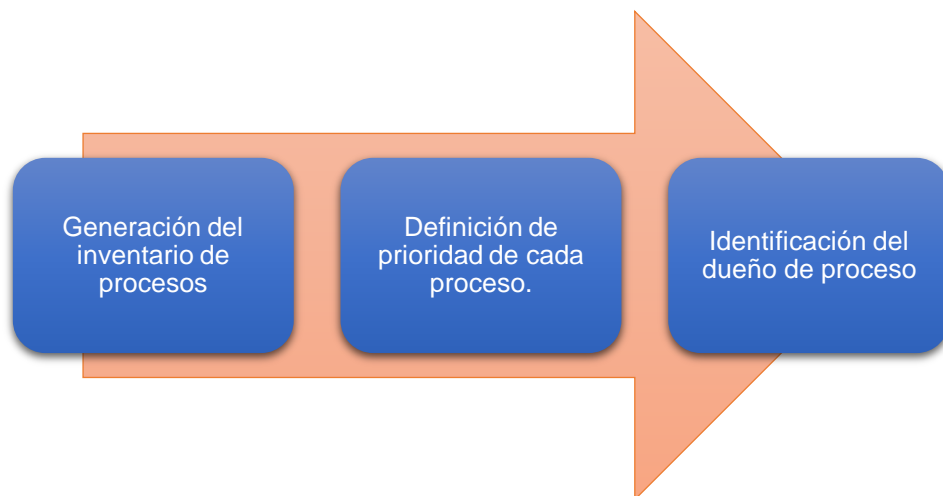 Generación del
inventario de
procesos
Definición de
prioridad de cada
proceso.
Identificación del
dueño de proceso